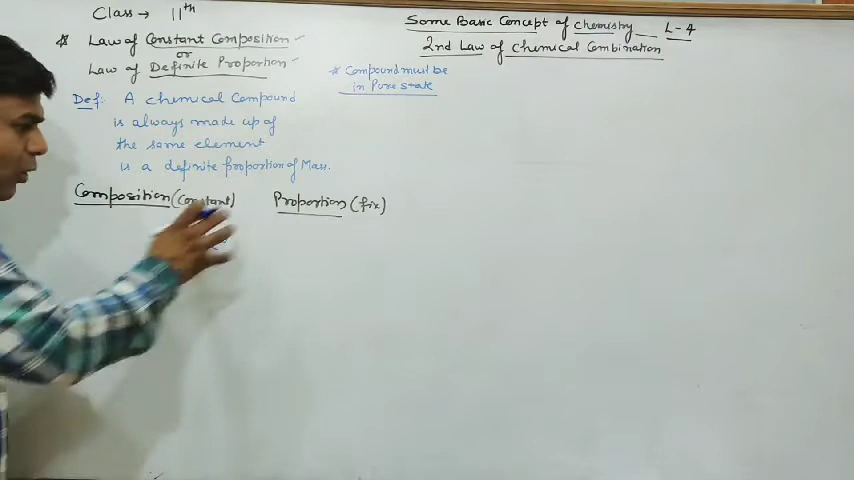 Class → 11th
Some Basic Concept of chemistry__ L-4
2nd Law of chemical Combination
* Law of Constant Composition
or
Law of Definite Proportion
* Compound must be
in Pure state
Def: A chemical Compound
is always made up of
the same element
is a definite proportion of Mass.
Composition (Constant) Proportion (fix)